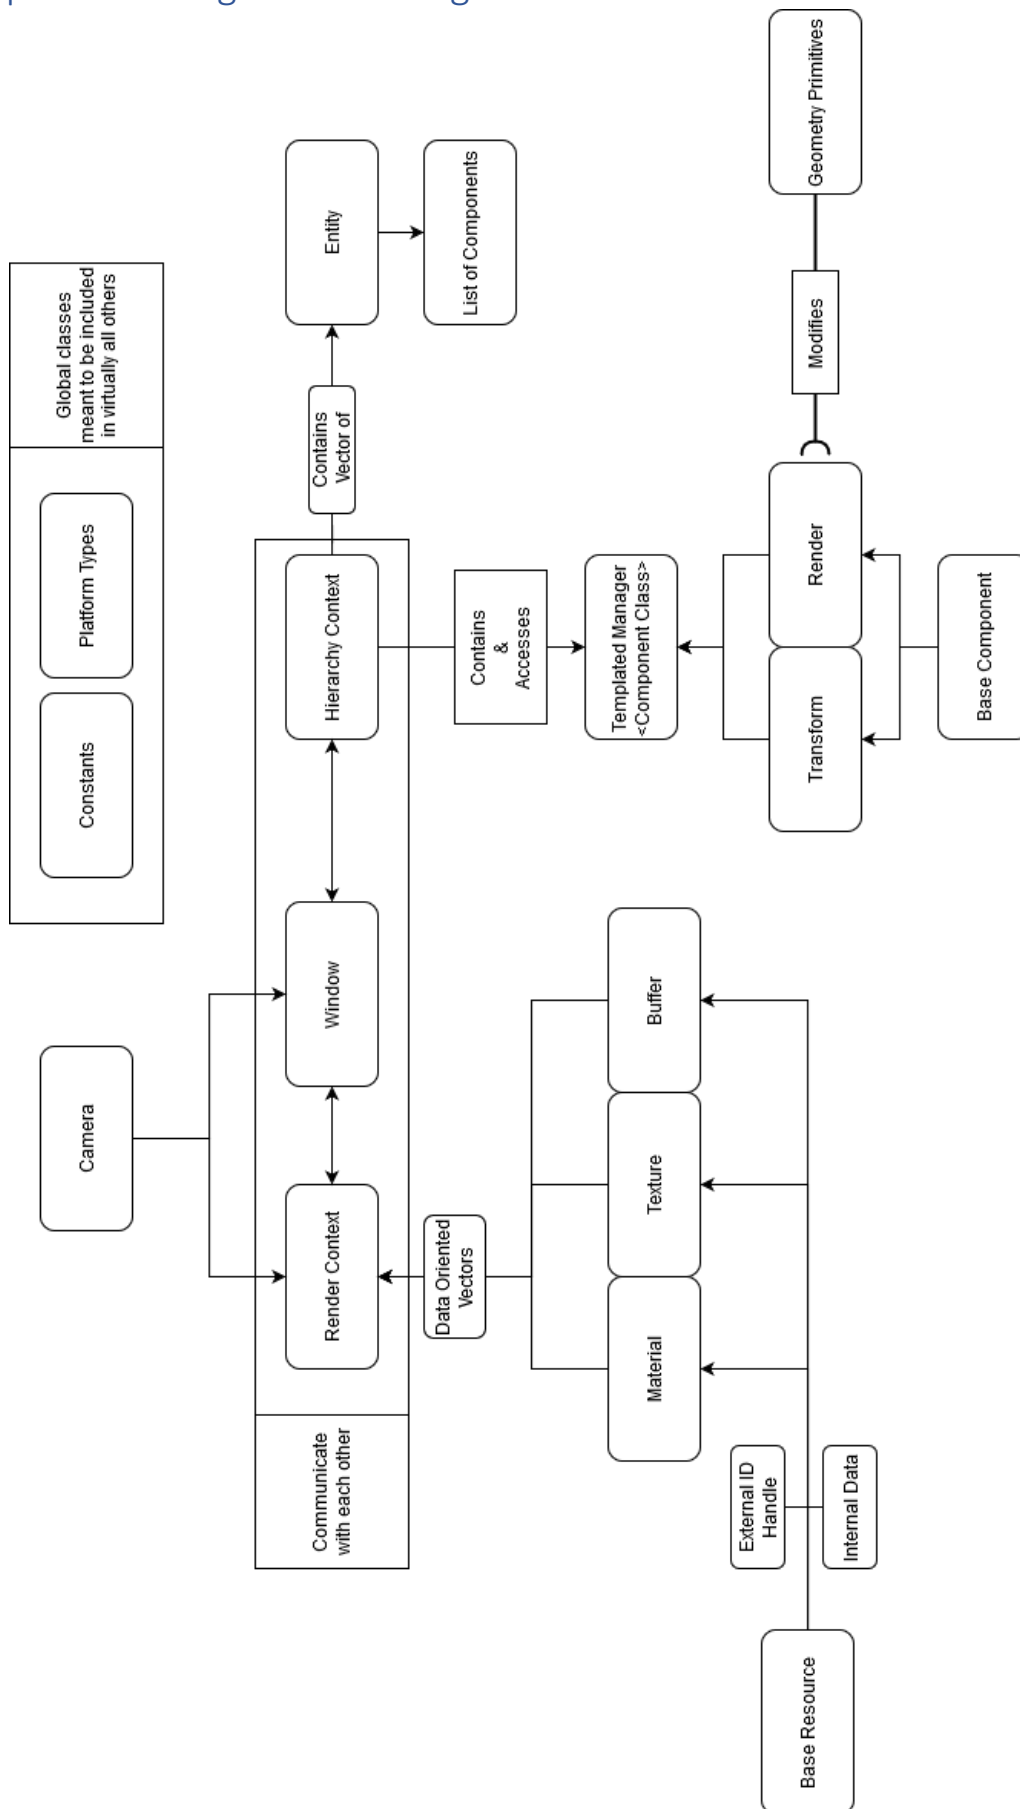 Global classes
meant to be included
in virtually all others
Platform Types
Constants
Camera
Entity
List of Components
Contains
Vector of
Hierarchy Context
Window
Render Context
Communicate
with each other
Contains
&
Accesses
Templated Manager
<Component Class>
Data Oriented
Vectors
Buffer
Texture
Material
Geometry Primitives
Modifies
Render
Transform
Base Component
External ID
Handle
Internal Data
Base Resource